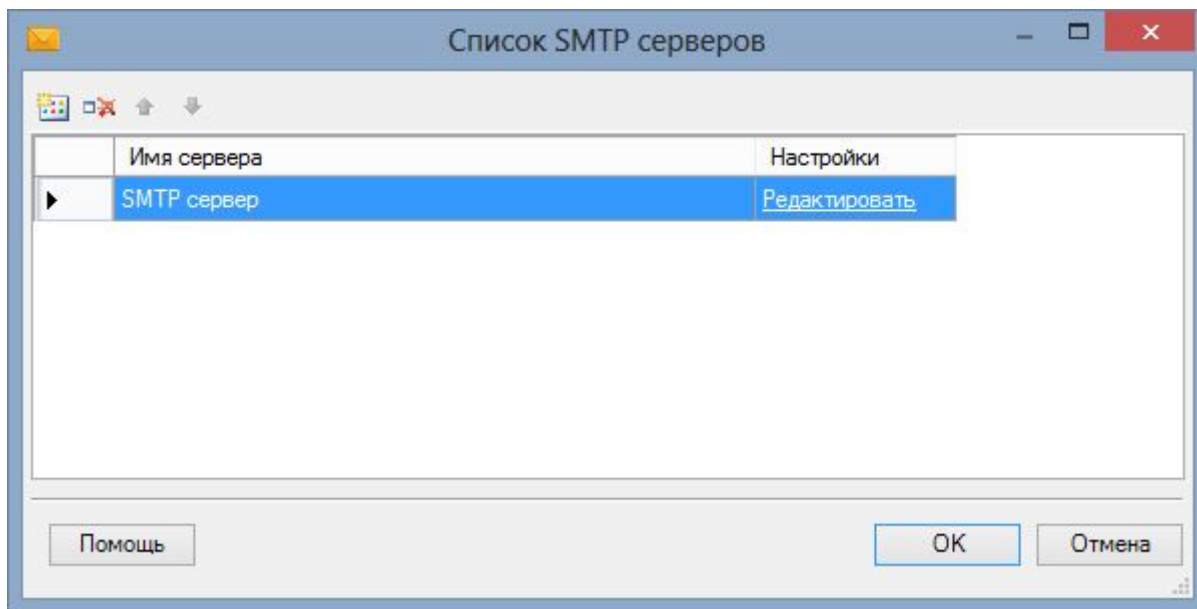 Список SMTP серверов
Имя сервера Настройки
SMTP сервер Редактировать
Помощь OK Отмена